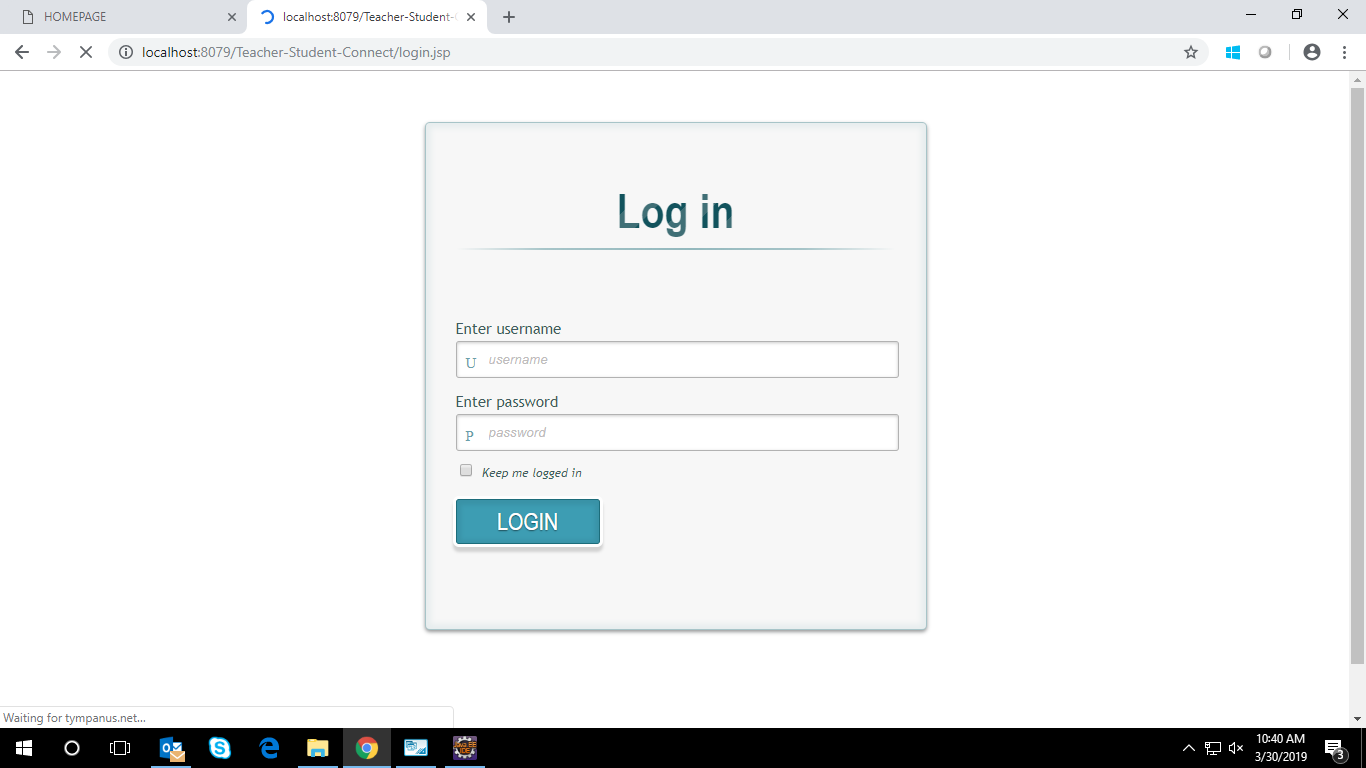 HOMEPAGE
localhost:8079/Teacher-Student-C
localhost:8079/Teacher-Student-Connect/login.jsp
Log in
Enter username
U username
Enter password
P password
Keep me logged in
LOGIN
Waiting for tympanus.net...
10:40 AM
3/30/2019
3